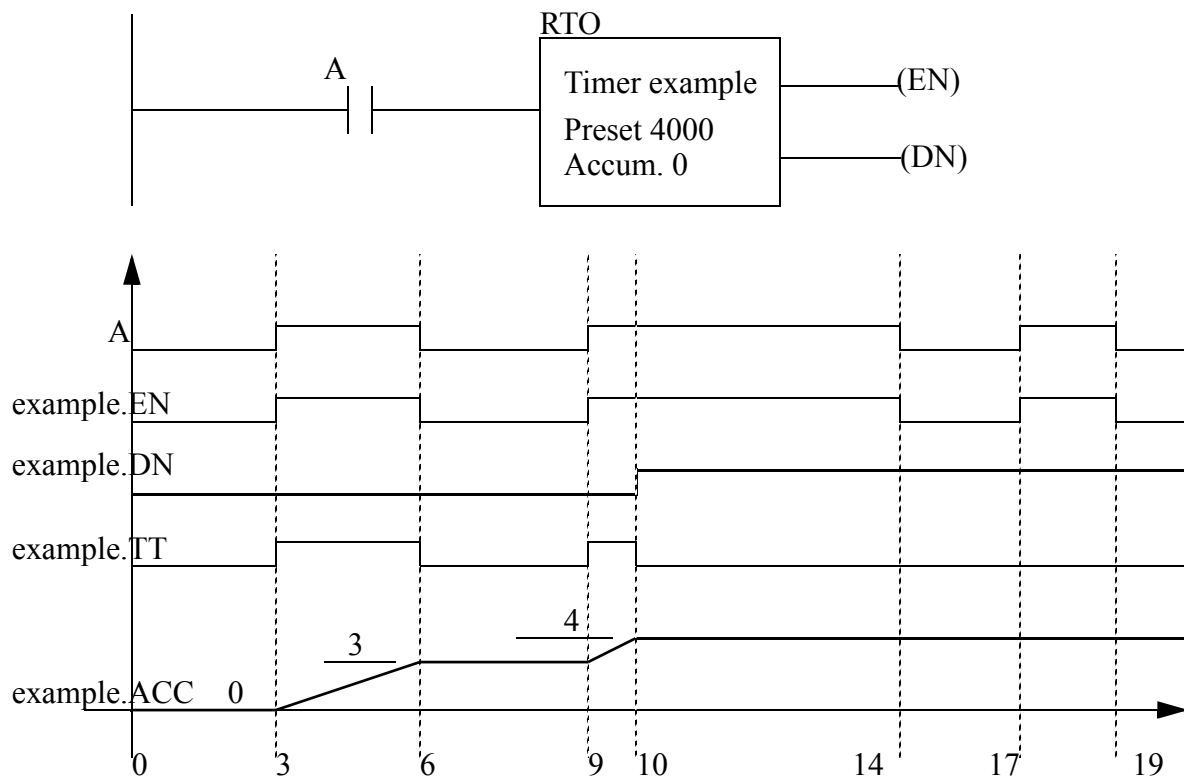 RTO
A
Timer example
(EN)
Preset 4000
Accum. 0
(DN)
A
example.EN
example.DN
example.TT
3
4
example.ACC 0
0 3 6 9 10 14 17 19